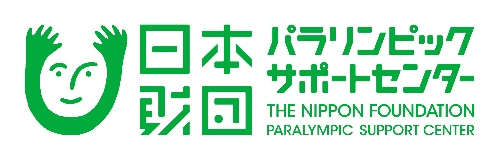 日本
財団
パラリンピック
サポートセンター
THE NIPPON FOUNDATION
PARALYMPIC SUPPORT CENTER